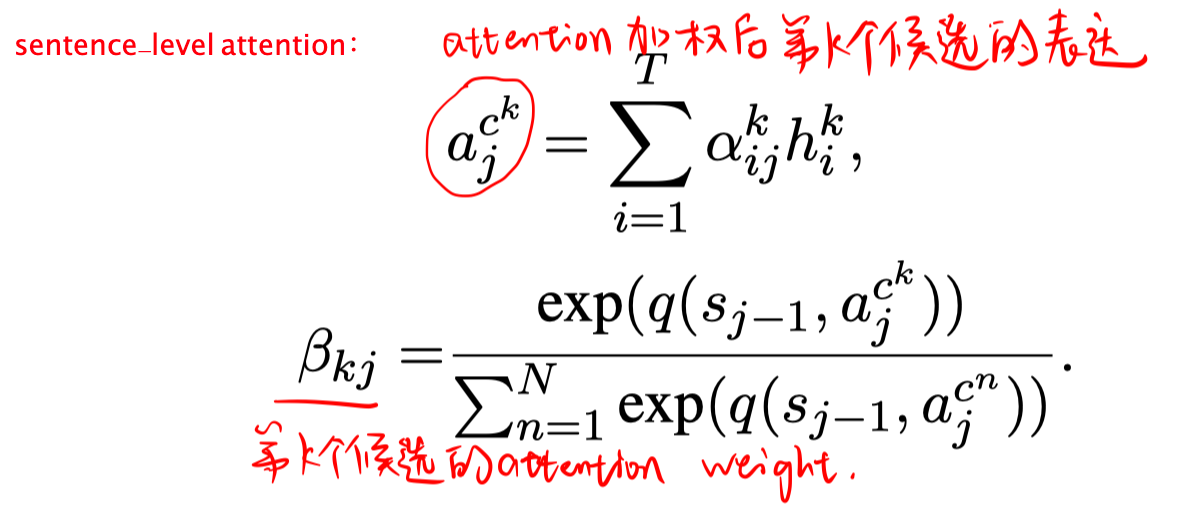 sentence_level attention:
attention 加权后第k个候选的表达
$a_j^{c^k} = \sum_{i=1}^{T} \alpha_{ij}^k h_i^k,$
$\beta_{kj} = \frac{\exp(q(s_{j-1}, a_j^{c^k}))}{\sum_{n=1}^{N} \exp(q(s_{j-1}, a_j^{c^n}))}.$
第k个候选的attention weight.